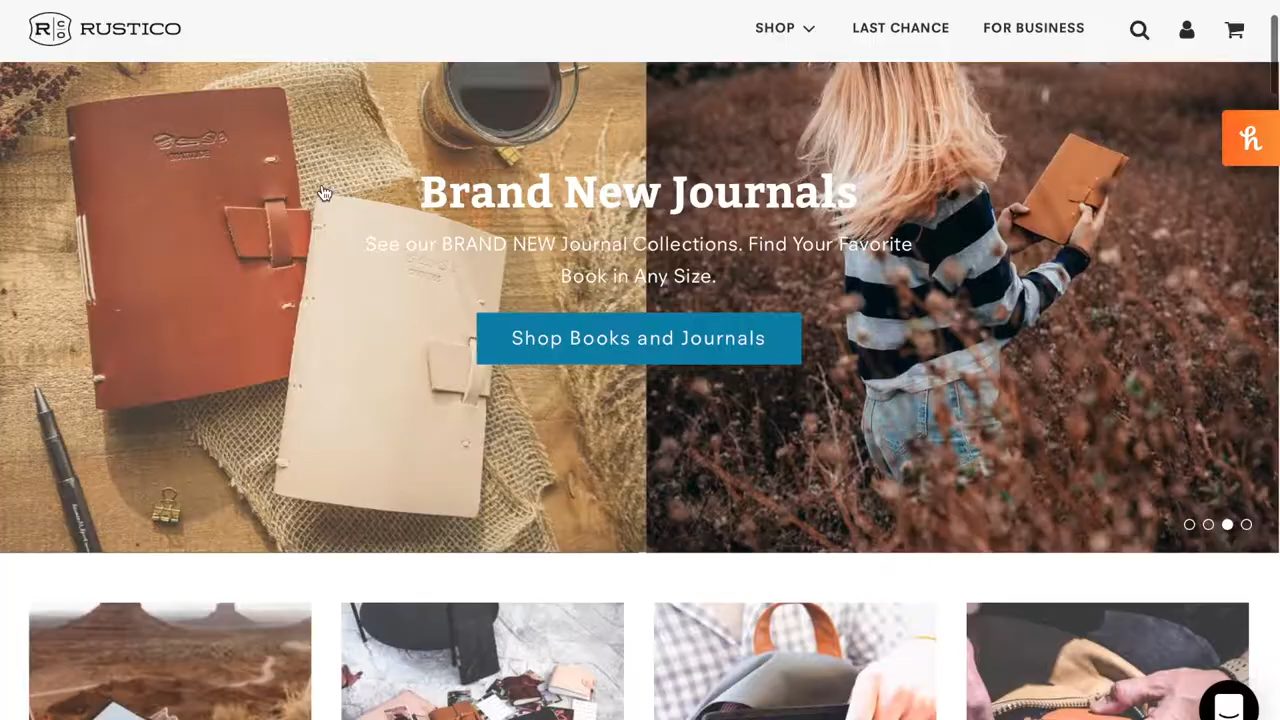 R CO RUSTICO
SHOP LAST CHANCE FOR BUSINESS
h
Brand New Journals
See our BRAND NEW Journal Collections. Find Your Favorite
Book in Any Size.
Shop Books and Journals